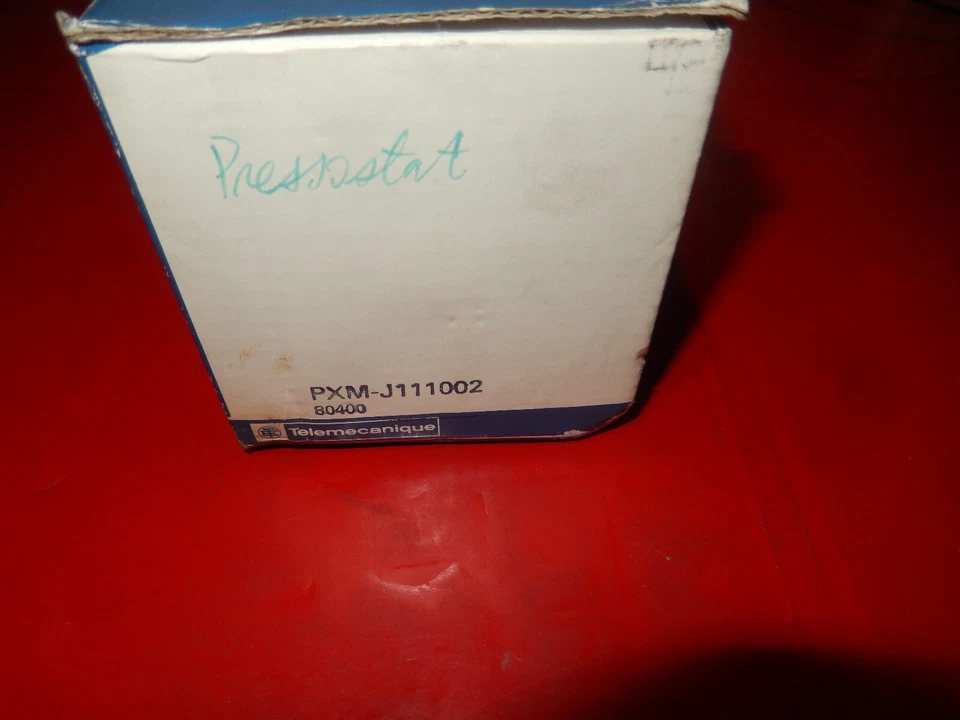 Pressostat
PXM-J111002
80400
Telemecanique